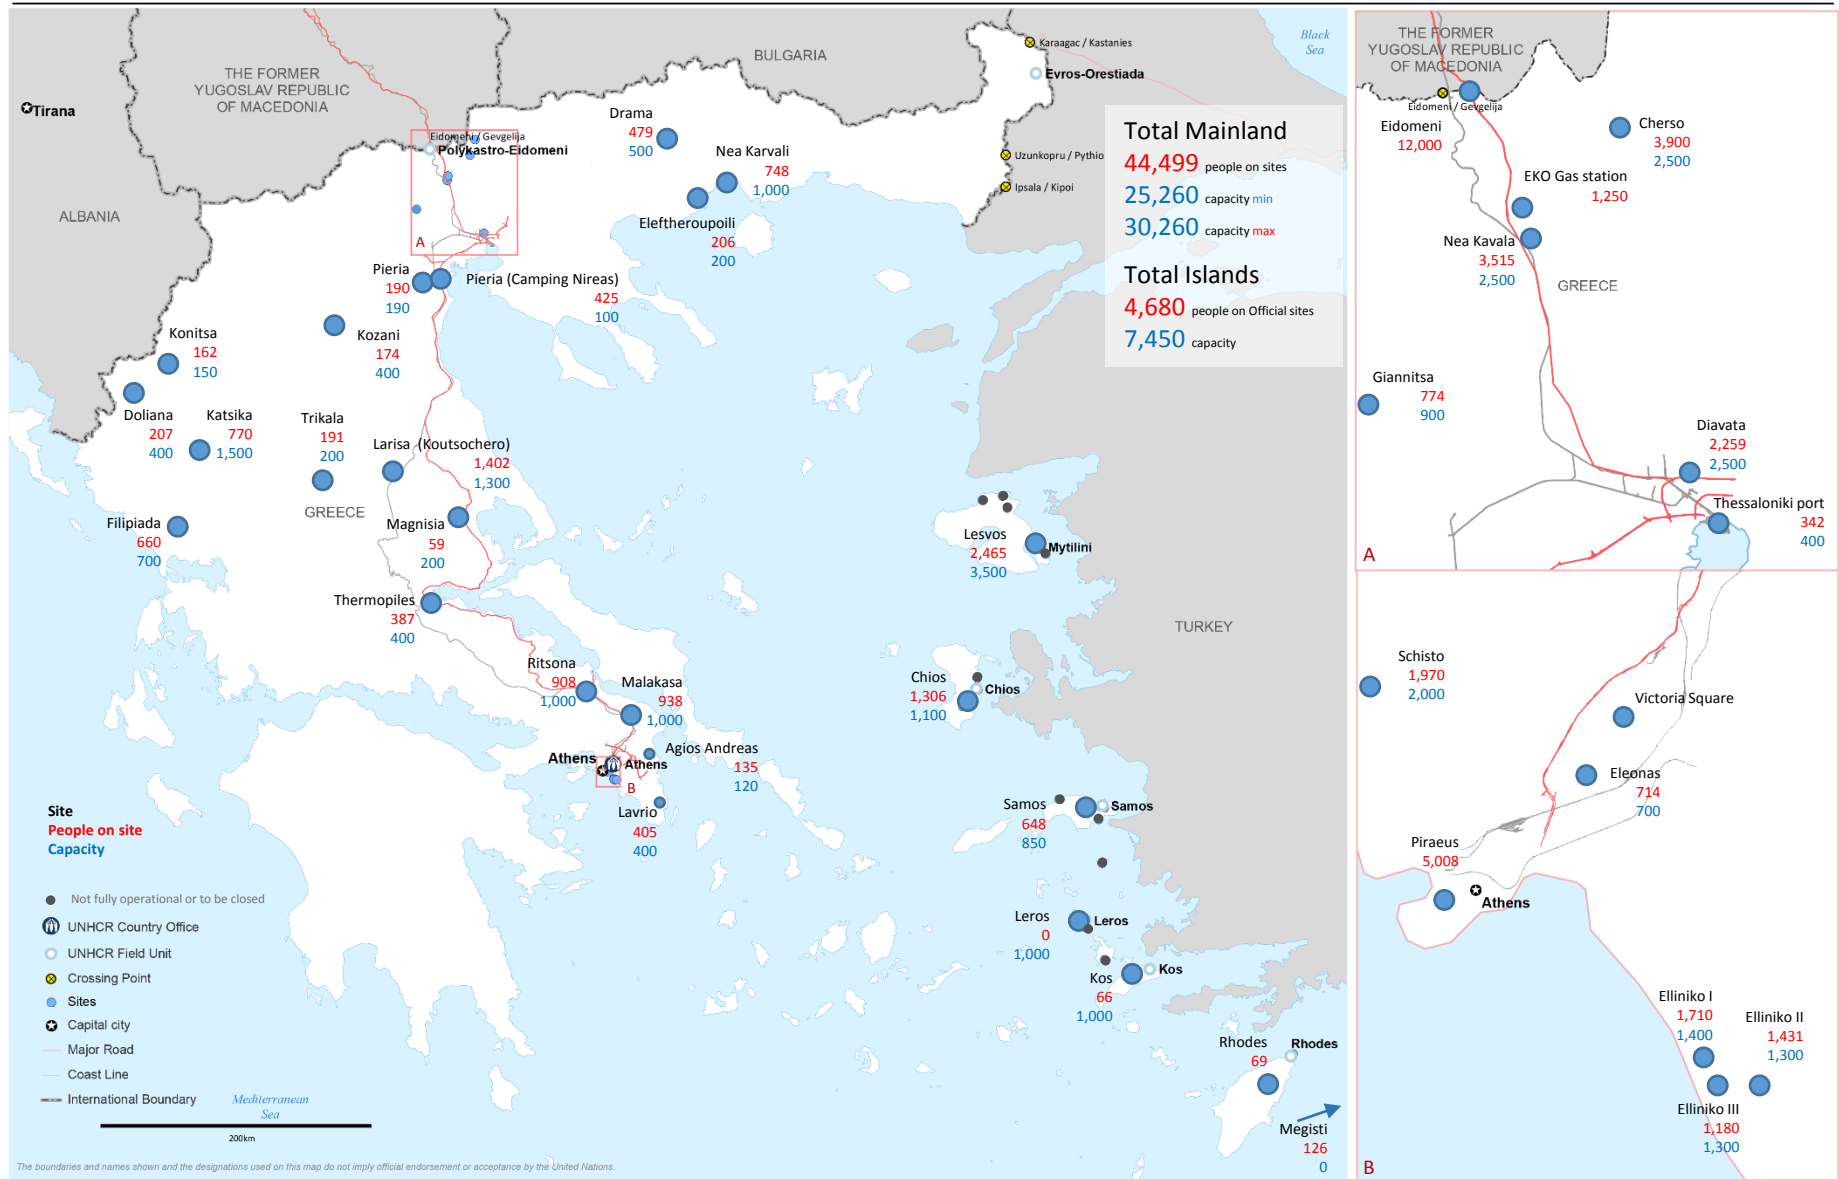 THE FORMER
YUGOSLAV REPUBLIC
OF MACEDONIA
BULGARIA
Black
Sea
Karaagac / Kastanies
Evros-Orestiada
Tirana
Drama
479
500
Eidomeni / Gevgelija
Polykastro-Eidomeni
Nea Karvali
748
1,000
Uzunkopru / Pythio
Ipsala / Kipoi
ALBANIA
Eleftheroupoili
206
200
A
Total Mainland
44,499 people on sites
25,260 capacity min
30,260 capacity max
Total Islands
4,680 people on Official sites
7,450 capacity
Pieria
190
190
Pieria (Camping Nireas)
425
100
Konitsa
162
150
Kozani
174
400
Doliana
207
400
Katsika
770
1,500
Trikala
191
200
Larisa (Koutsochero)
1,402
1,300
GREECE
Filipiada
660
700
Magnisia
59
200
Lesvos
2,465
3,500
Mytilini
Thermopiles
387
400
TURKEY
Ritsona
908
1,000
Malakasa
938
1,000
Chios
1,306
1,100
Chios
Athens
Athens
B
Agios Andreas
135
120
Lavrio
405
400
Samos
648
850
Samos
Leros
0
1,000
Leros
Kos
66
1,000
Kos
Rhodes
69
Rhodes
Megisti
126
0
Site
People on site
Capacity
Not fully operational or to be closed
UNHCR Country Office
UNHCR Field Unit
Crossing Point
Sites
Capital city
Major Road
Coast Line
International Boundary
Mediterranean
Sea
200km
The boundaries and names shown and the designations used on this map do not imply official endorsement or acceptance by the United Nations.
THE FORMER
YUGOSLAV REPUBLIC
OF MACEDONIA
Eidomeni / Gevgelija
Eidomeni
12,000
Cherso
3,900
2,500
EKO Gas station
1,250
Nea Kavala
3,515
2,500
GREECE
Giannitsa
774
900
Diavata
2,259
2,500
Thessaloniki port
342
400
A
Schisto
1,970
2,000
Victoria Square
Eleonas
714
700
Piraeus
5,008
Athens
Elliniko I
1,710
1,400
Elliniko II
1,431
1,300
Elliniko III
1,180
1,300
B